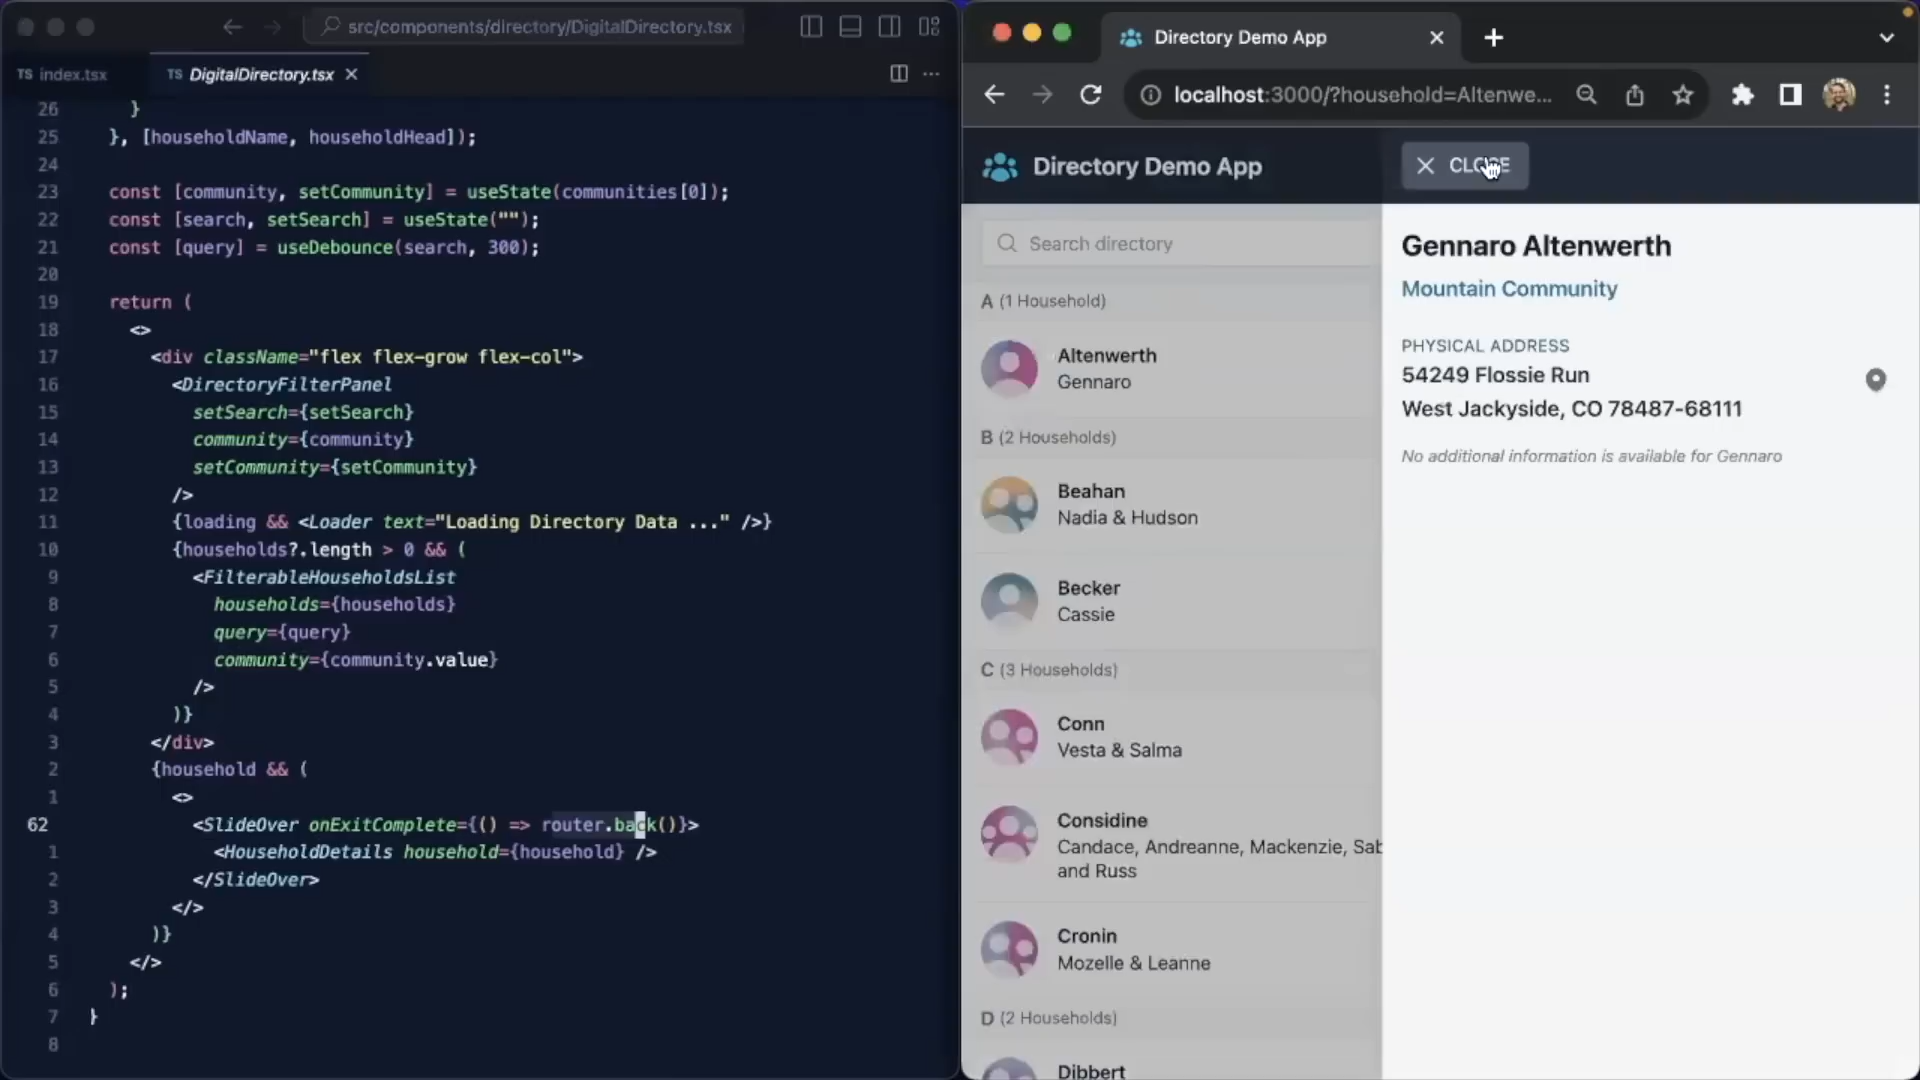 src/components/directory/DigitalDirectory.tsx
TS index.tsx
TS DigitalDirectory.tsx
26 }
25 }, [householdName, householdHead]);
24
23 const [community, setCommunity] = useState(communities[0]);
22 const [search, setSearch] = useState("");
21 const [query] = useDebounce(search, 300);
20
19 return (
18 <>
17 <div className="flex flex-grow flex-col">
16 <DirectoryFilterPanel
15 setSearch={setSearch}
14 community={community}
13 setCommunity={setCommunity}
12 />
11 {loading && <Loader text="Loading Directory Data ..." />}
10 {households?.length > 0 && (
9 <FilterableHouseholdsList
8 households={households}
7 query={query}
6 community={community.value}
5 />
4 )}
3 </div>
2 {household && (
1 <>
62 <SlideOver onExitComplete={() => router.back()}>
1 <HouseholdDetails household={household} />
2 </SlideOver>
3 </>
4 )}
5 </>
6 );
7 }
8
Directory Demo App
localhost:3000/?household=Altenwe...
Directory Demo App
CLOSE
Search directory
A (1 Household)
Altenwerth
Gennaro
B (2 Households)
Beahan
Nadia & Hudson
Becker
Cassie
C (3 Households)
Conn
Vesta & Salma
Considine
Candace, Andreanne, Mackenzie, Sab
and Russ
Cronin
Mozelle & Leanne
D (2 Households)
Dibbert
Gennaro Altenwerth
Mountain Community
PHYSICAL ADDRESS
54249 Flossie Run
West Jackyside, CO 78487-68111
No additional information is available for Gennaro